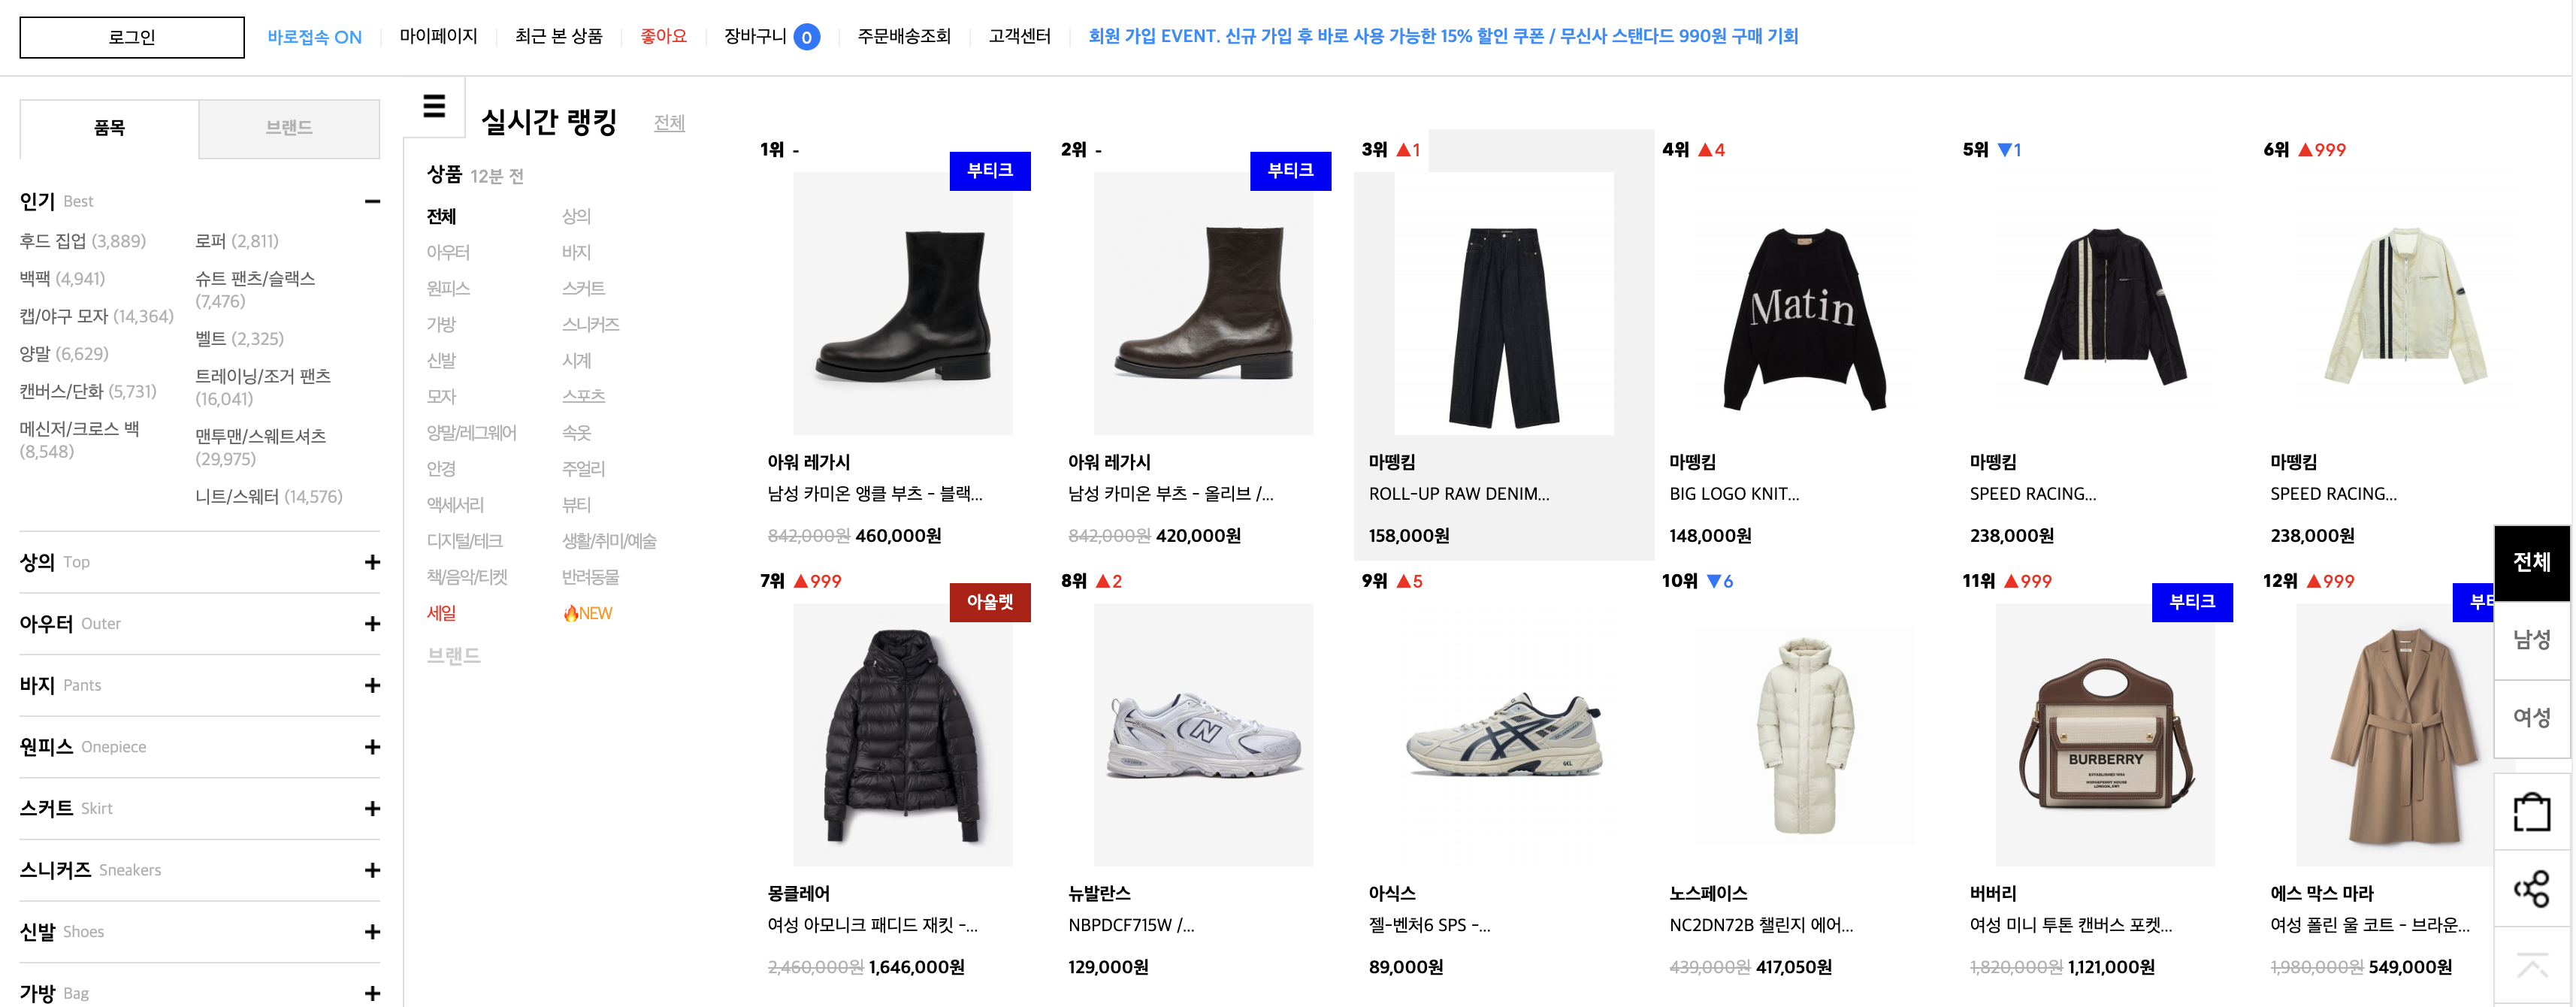 로그인
바로접속 ON
마이페이지
최근 본 상품
좋아요
장바구니 0
주문배송조회
고객센터
회원 가입 EVENT. 신규 가입 후 바로 사용 가능한 15% 할인 쿠폰 / 무신사 스탠다드 990원 구매 기회
품목
브랜드
인기 Best
후드 집업 (3,889)
백팩 (4,941)
캡/야구 모자 (14,364)
양말 (6,629)
캔버스/단화 (5,731)
메신저/크로스 백
(8,548)
로퍼 (2,811)
슈트 팬츠/슬랙스
(7,476)
벨트 (2,325)
트레이닝/조거 팬츠
(16,041)
맨투맨/스웨트셔츠
(29,975)
니트/스웨터 (14,576)
상의 Top
아우터 Outer
바지 Pants
원피스 Onepiece
스커트 Skirt
스니커즈 Sneakers
신발 Shoes
가방 Bag
실시간 랭킹 전체
상품 12분 전
전체 상의
아우터 바지
원피스 스커트
가방 스니커즈
신발 시계
모자 스포츠
양말/레그웨어 속옷
안경 주얼리
액세서리 뷰티
디지털/테크 생활/취미/예술
책/음악/티켓 반려동물
세일 🔥NEW
브랜드
1위 -
부티크
아워 레가시
남성 카미온 앵클 부츠 - 블랙...
842,000원 460,000원
2위 -
부티크
아워 레가시
남성 카미온 부츠 - 올리브 /...
842,000원 420,000원
3위 ▲1
마뗑킴
ROLL-UP RAW DENIM...
158,000원
4위 ▲4
Matin
마뗑킴
BIG LOGO KNIT...
148,000원
5위 ▼1
마뗑킴
SPEED RACING...
238,000원
6위 ▲999
마뗑킴
SPEED RACING...
238,000원
7위 ▲999
아울렛
몽클레어
여성 아모니크 패디드 재킷 -...
2,460,000원 1,646,000원
8위 ▲2
N
뉴발란스
NBPDCF715W /...
129,000원
9위 ▲5
아식스
젤-벤처6 SPS -...
89,000원
10위 ▼6
노스페이스
NC2DN72B 챌린지 에어...
439,000원 417,050원
11위 ▲999
부티크
BURBERRY
버버리
여성 미니 투톤 캔버스 포켓...
1,820,000원 1,121,000원
12위 ▲999
에스 막스 마라
여성 폴린 울 코트 - 브라운...
1,980,000원 549,000원
전체
남성
여성